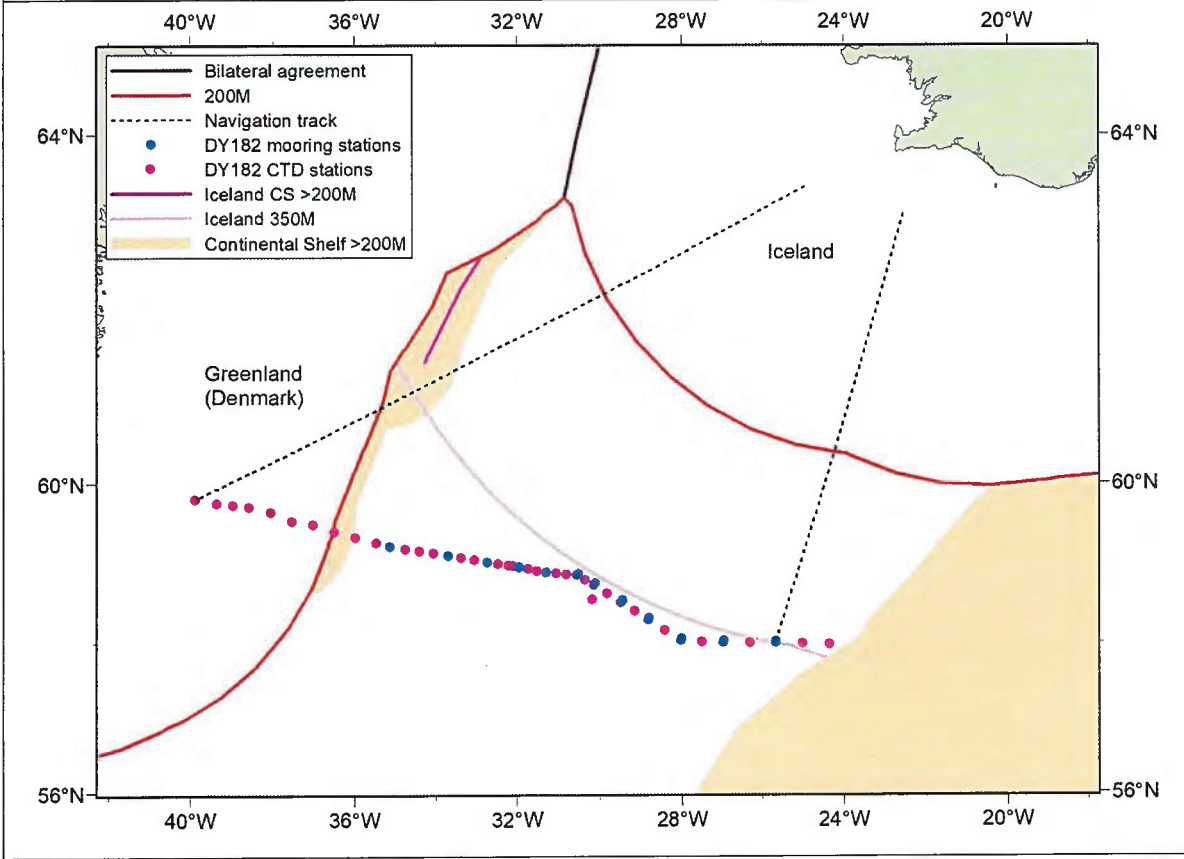 40°W 36°W 32°W 28°W 24°W 20°W
Bilateral agreement
200M
Navigation track
DY182 mooring stations
DY182 CTD stations
Iceland CS >200M
Iceland 350M
Continental Shelf >200M
64°N 64°N
Iceland
Greenland
(Denmark)
60°N 60°N
56°N 56°N
40°W 36°W 32°W 28°W 24°W 20°W